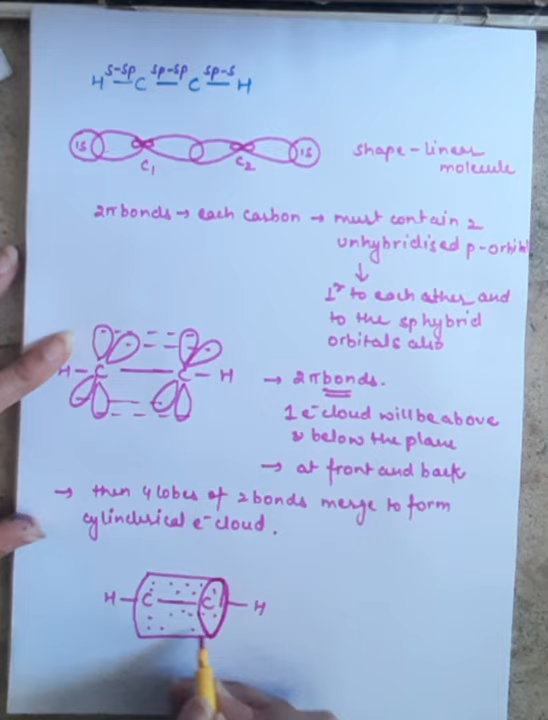 s-sp sp-sp sp-s
H — C — C — H
1S 1S
C1 C2
shape - linear
molecule
2π bonds → each carbon → must contain 2
unhybridised p-orbit
↓
to each other and
to the sp hybrid
orbitals also
H - C — C - H
→ 2π bonds.
1 e⁻ cloud will be above
& below the plane
→ at front and back
→ then 4 lobes of 2 bonds merge to form
cylindrical e⁻ cloud.
H - C — C - H